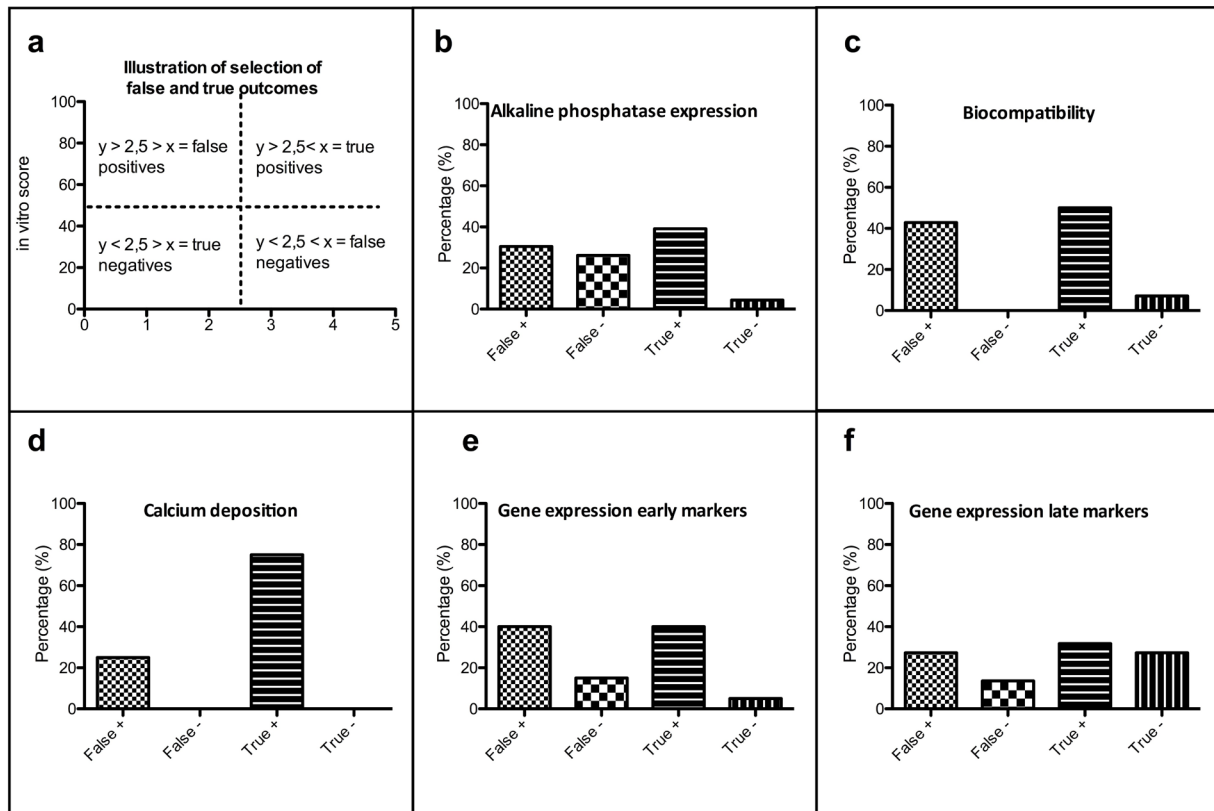 a
Illustration of selection of
false and true outcomes
in vitro score
100
80
60
40
20
0
y > 2,5 > x = false
positives
y > 2,5< x = true
positives
y < 2,5 > x = true
negatives
y < 2,5 < x = false
negatives
0 1 2 3 4 5
b
Alkaline phosphatase expression
Percentage (%)
100
80
60
40
20
0
False +
False -
True +
True -
c
Biocompatibility
Percentage (%)
100
80
60
40
20
0
False +
False -
True +
True -
d
Calcium deposition
Percentage (%)
100
80
60
40
20
0
False +
False -
True +
True -
e
Gene expression early markers
Percentage (%)
100
80
60
40
20
0
False +
False -
True +
True -
f
Gene expression late markers
Percentage (%)
100
80
60
40
20
0
False +
False -
True +
True -